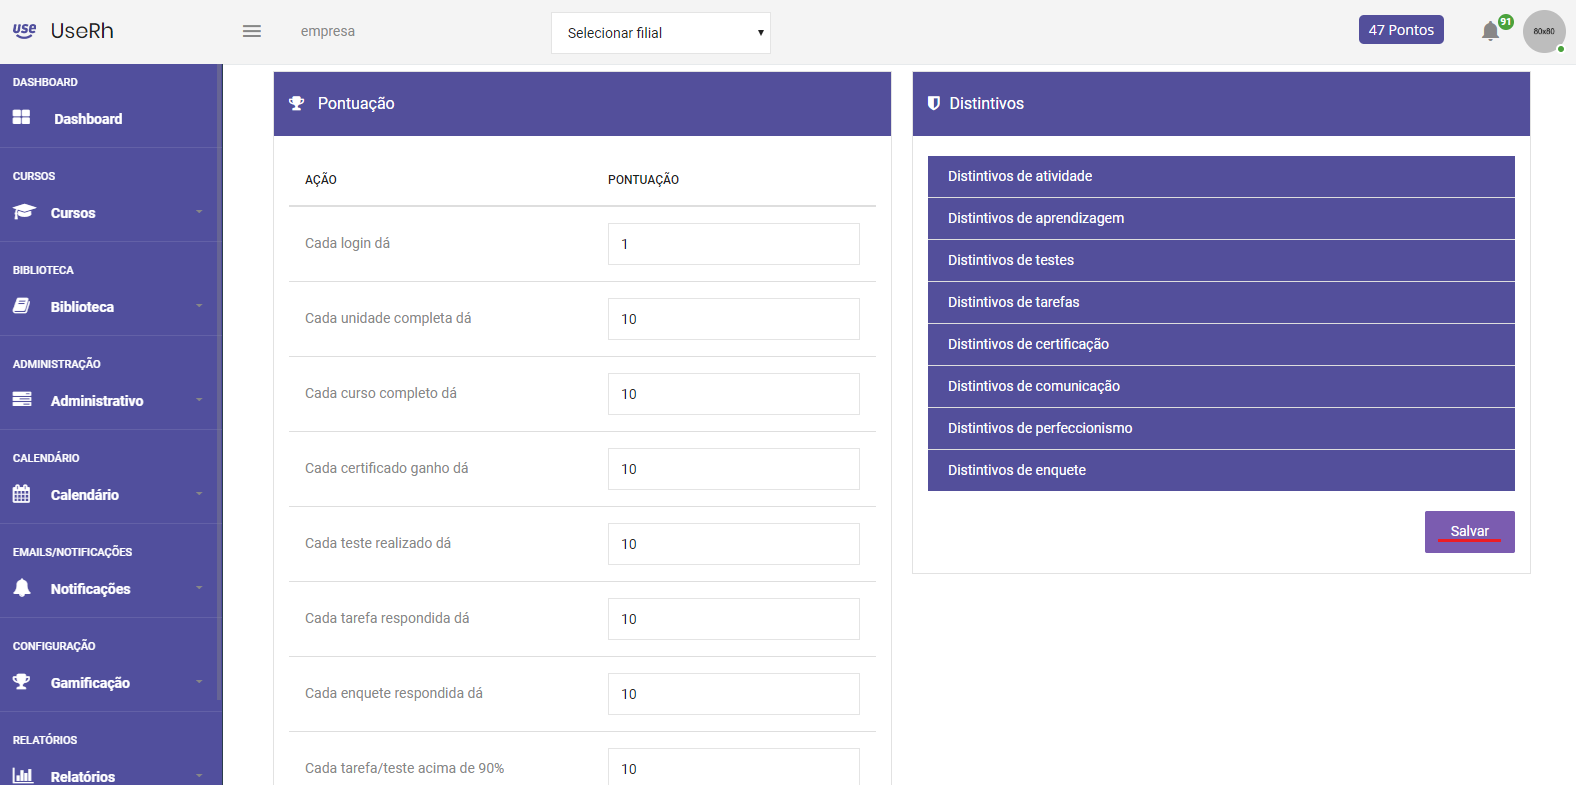 use UseRh
empresa
Selecionar filial
47 Pontos
91
80x80
DASHBOARD
Dashboard
CURSOS
Cursos
BIBLIOTECA
Biblioteca
ADMINISTRAÇÃO
Administrativo
CALENDÁRIO
Calendário
EMAILS/NOTIFICAÇÕES
Notificações
CONFIGURAÇÃO
Gamificação
RELATÓRIOS
Relatórios
Pontuação
AÇÃO PONTUAÇÃO
Cada login dá 1
Cada unidade completa dá 10
Cada curso completo dá 10
Cada certificado ganho dá 10
Cada teste realizado dá 10
Cada tarefa respondida dá 10
Cada enquete respondida dá 10
Cada tarefa/teste acima de 90% 10
Distintivos
Distintivos de atividade
Distintivos de aprendizagem
Distintivos de testes
Distintivos de tarefas
Distintivos de certificação
Distintivos de comunicação
Distintivos de perfeccionismo
Distintivos de enquete
Salvar